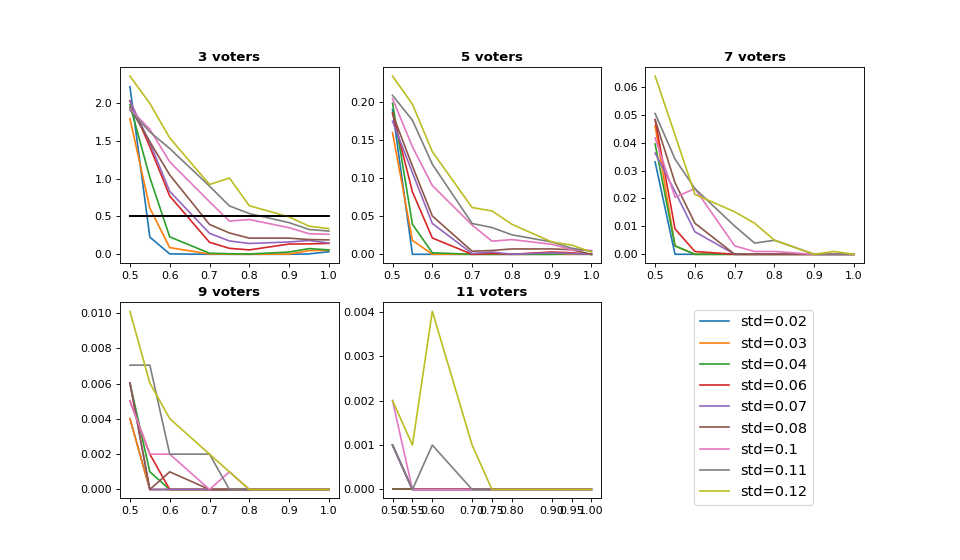 3 voters
5 voters
7 voters
2.0
1.5
1.0
0.5
0.0
0.5 0.6 0.7 0.8 0.9 1.0
0.20
0.15
0.10
0.05
0.00
0.5 0.6 0.7 0.8 0.9 1.0
0.06
0.05
0.04
0.03
0.02
0.01
0.00
0.5 0.6 0.7 0.8 0.9 1.0
9 voters
11 voters
0.010
0.008
0.006
0.004
0.002
0.000
0.5 0.6 0.7 0.8 0.9 1.0
0.004
0.003
0.002
0.001
0.000
0.50 0.55 0.60 0.70 0.75 0.80 0.90 0.95 1.00
std=0.02
std=0.03
std=0.04
std=0.06
std=0.07
std=0.08
std=0.1
std=0.11
std=0.12